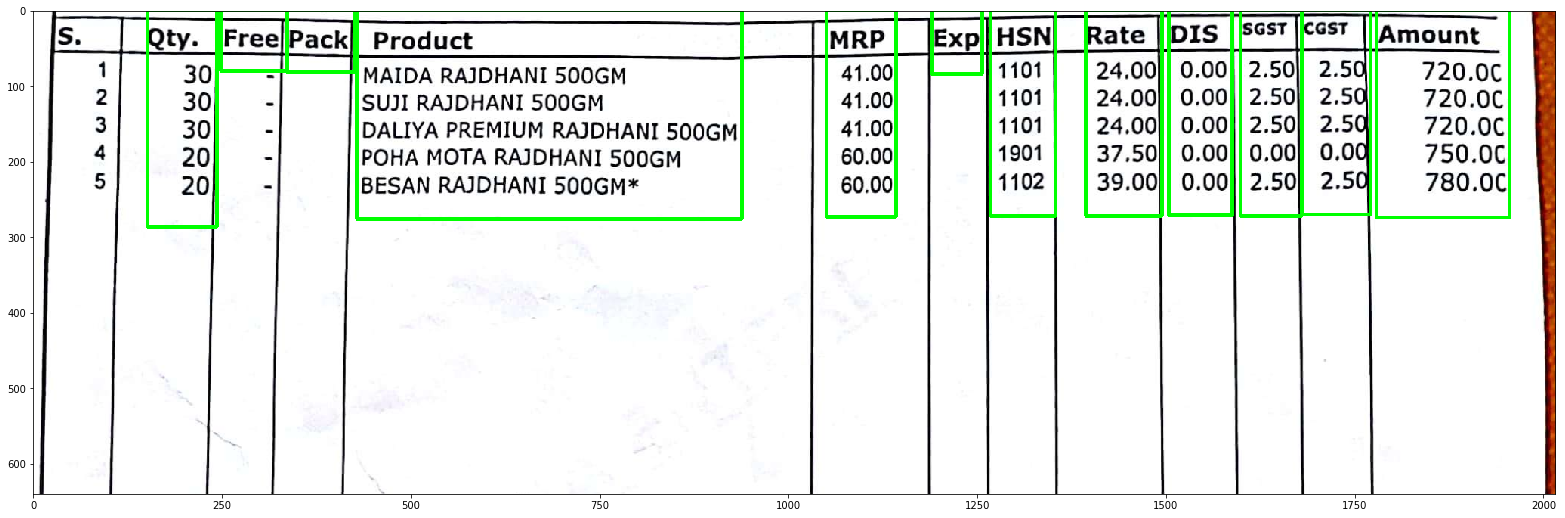 S. Qty. Free Pack Product MRP Exp HSN Rate DIS SGST CGST Amount
1 30 - MAIDA RAJDHANI 500GM 41.00 1101 24.00 0.00 2.50 2.50 720.00
2 30 - SUJI RAJDHANI 500GM 41.00 1101 24.00 0.00 2.50 2.50 720.00
3 30 - DALIYA PREMIUM RAJDHANI 500GM 41.00 1101 24.00 0.00 2.50 2.50 720.00
4 20 - POHA MOTA RAJDHANI 500GM 60.00 1901 37.50 0.00 0.00 0.00 750.00
5 20 - BESAN RAJDHANI 500GM* 60.00 1102 39.00 0.00 2.50 2.50 780.00
0
100
200
300
400
500
600
0 250 500 750 1000 1250 1500 1750 2000